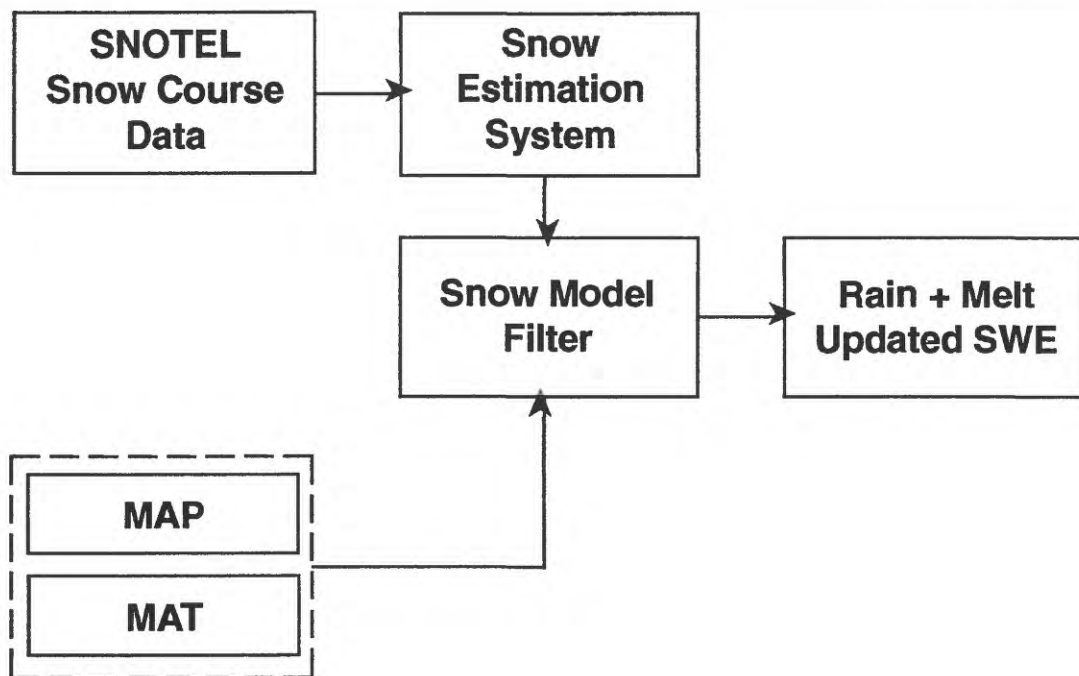 SNOTEL
Snow Course
Data
Snow
Estimation
System
Snow Model
Filter
Rain + Melt
Updated SWE
MAP
MAT